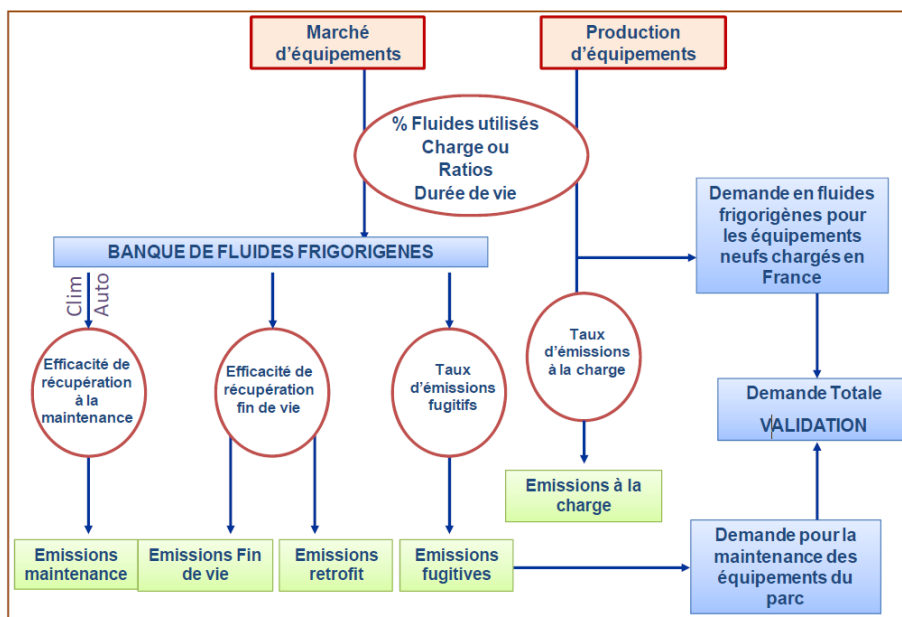 Marché
d'équipements
Production
d'équipements
% Fluides utilisés
Charge ou
Ratios
Durée de vie
Demande en fluides
frigorigènes pour
les équipements
neufs chargés en
France
BANQUE DE FLUIDES FRIGORIGENES
Clim
Auto
Efficacité de
récupération
à la
maintenance
Efficacité de
récupération
fin de vie
Taux
d'émissions
fugitifs
Taux
d'émissions
à la charge
Demande Totale
VALIDATION
Emissions à la
charge
Emissions
maintenance
Emissions Fin
de vie
Emissions
retrofit
Emissions
fugitives
Demande pour la
maintenance des
équipements du
parc